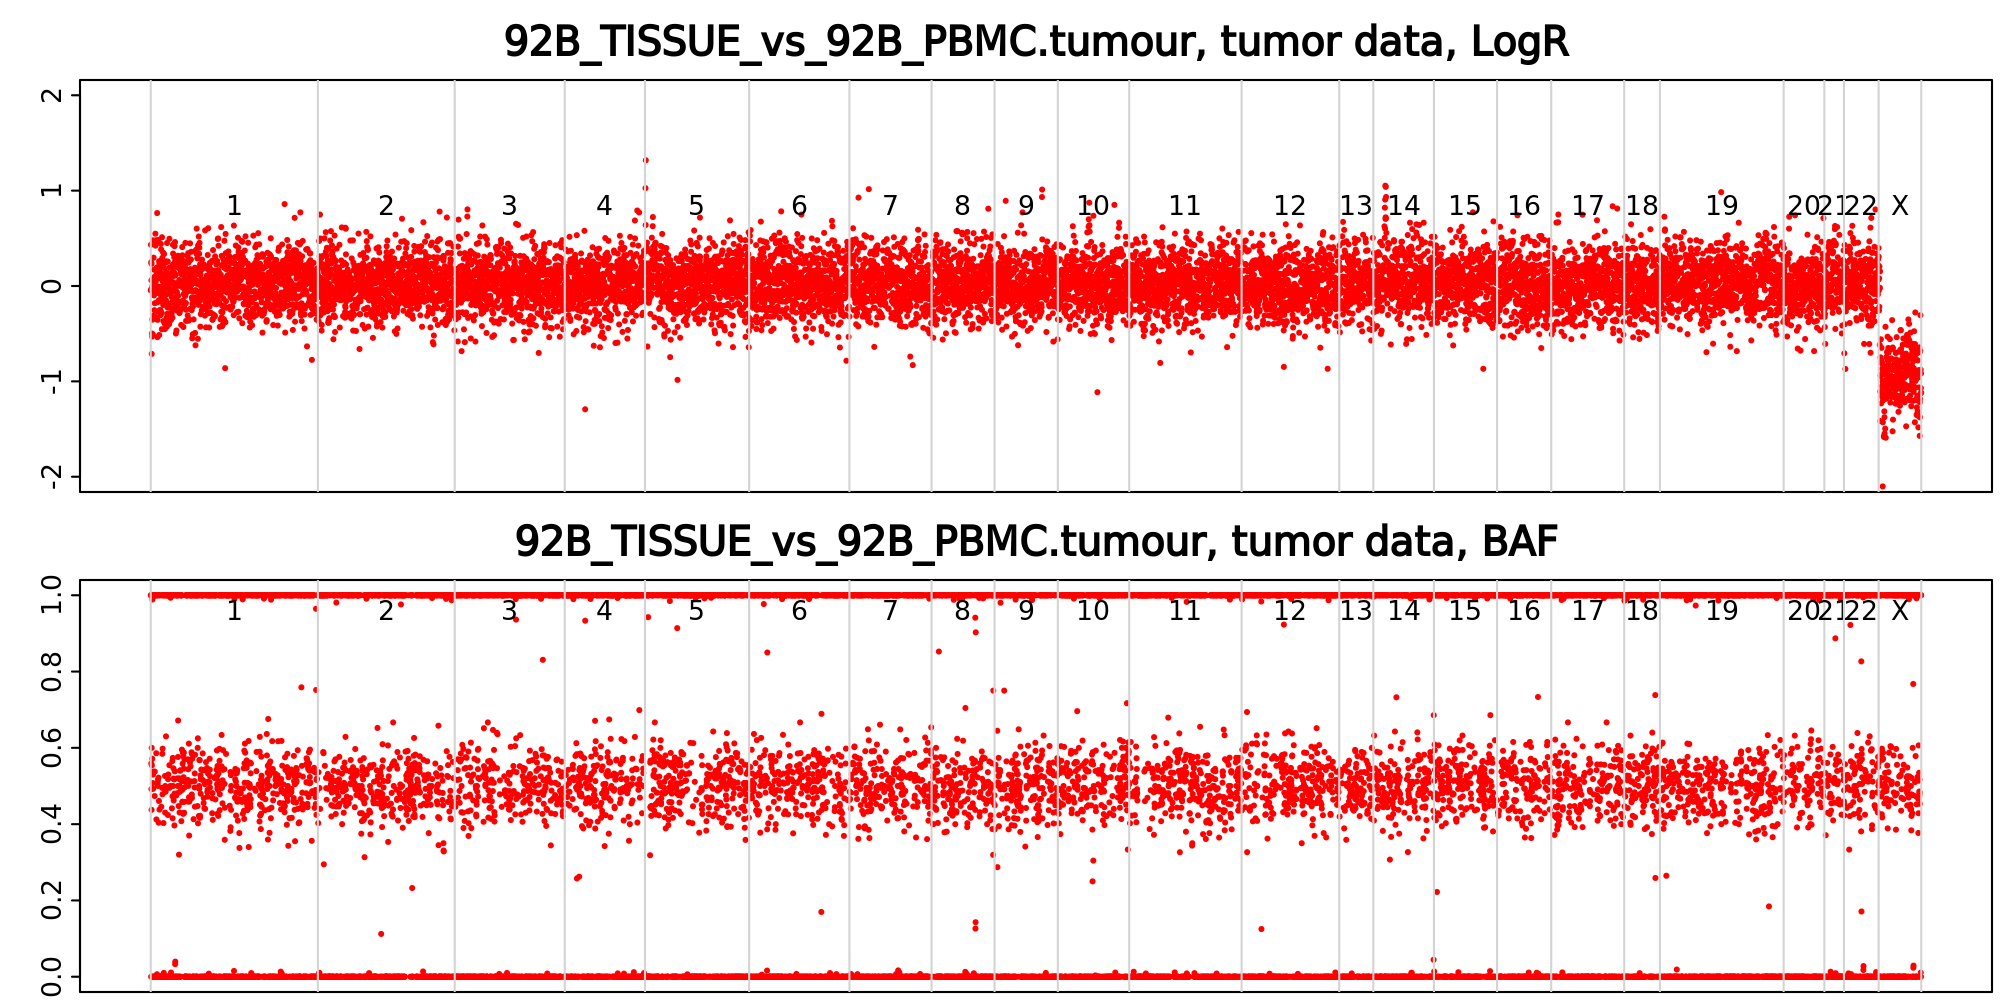 92B_TISSUE_vs_92B_PBMC.tumour, tumor data, LogR
2
1
0
-1
-2
1 2 3 4 5 6 7 8 9 10 11 12 13 14 15 16 17 18 19 20 21 22 X
92B_TISSUE_vs_92B_PBMC.tumour, tumor data, BAF
1.0
0.8
0.6
0.4
0.2
0.0
1 2 3 4 5 6 7 8 9 10 11 12 13 14 15 16 17 18 19 20 21 22 X